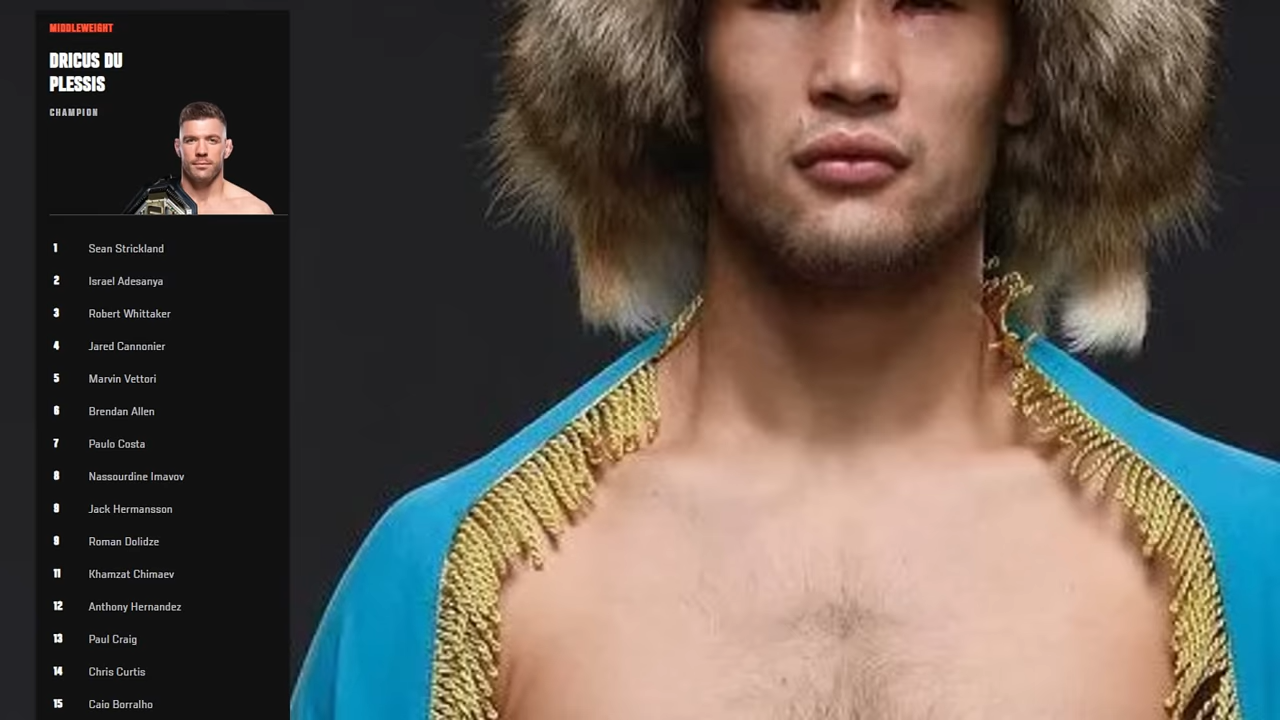 MIDDLEWEIGHT
DRICUS DU
PLESSIS
CHAMPION
1 Sean Strickland
2 Israel Adesanya
3 Robert Whittaker
4 Jared Cannonier
5 Marvin Vettori
6 Brendan Allen
7 Paulo Costa
8 Nassourdine Imavov
9 Jack Hermansson
9 Roman Dolidze
11 Khamzat Chimaev
12 Anthony Hernandez
13 Paul Craig
14 Chris Curtis
15 Caio Borralho